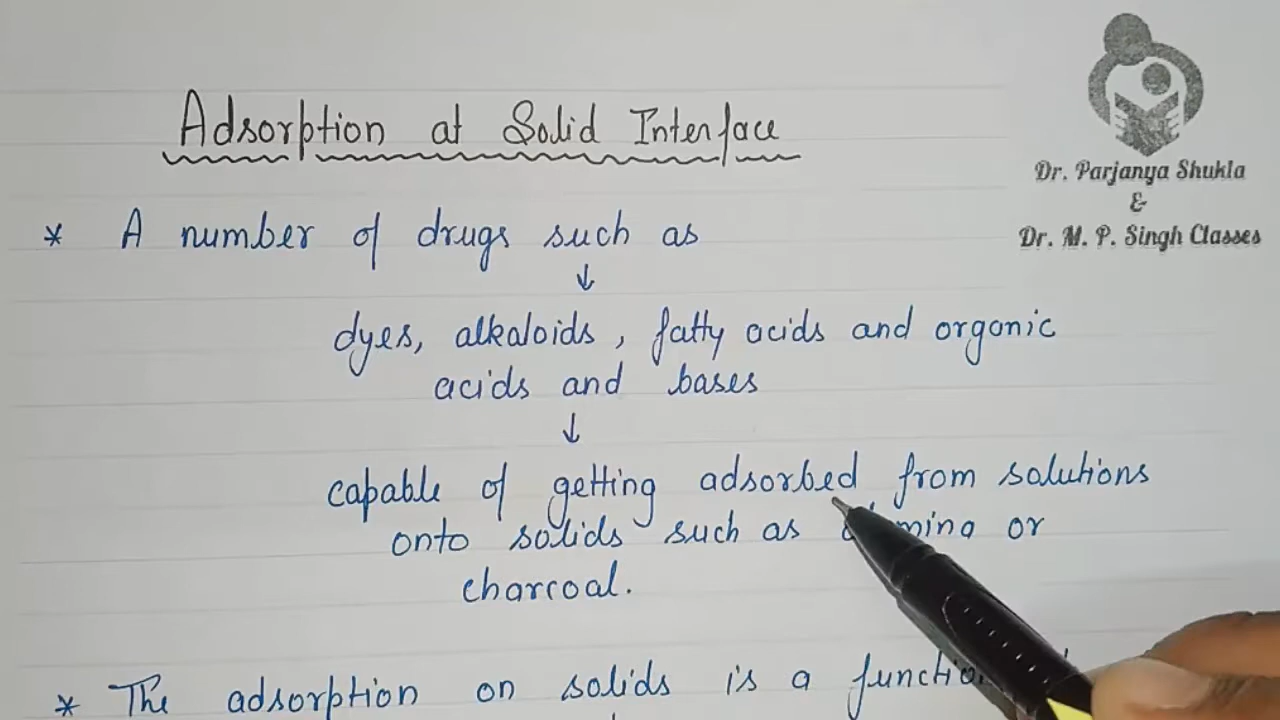 Adsorption at Solid Interface
Dr. Parjanya Shukla
&
Dr. M. P. Singh Classes
* A number of drugs such as
↓
dyes, alkaloids, fatty acids and organic
acids and bases
↓
capable of getting adsorbed from solutions
onto solids such as or
charcoal.
* The adsorption on solids is a